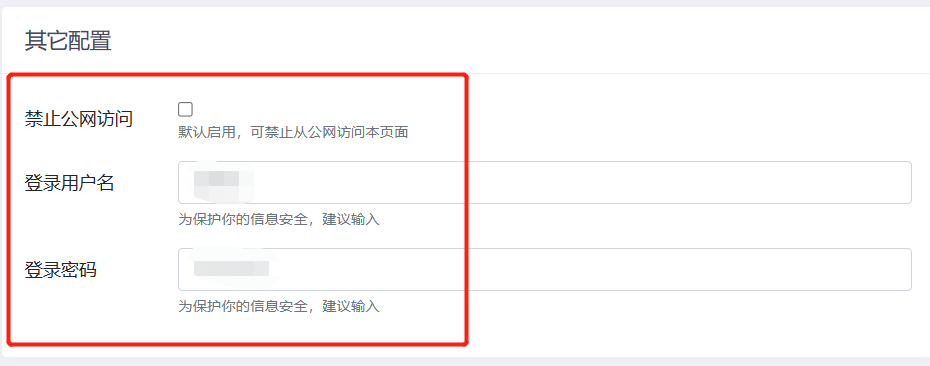 其它配置
禁止公网访问
默认启用，可禁止从公网访问本页面
登录用户名
为保护你的信息安全，建议输入
登录密码
为保护你的信息安全，建议输入